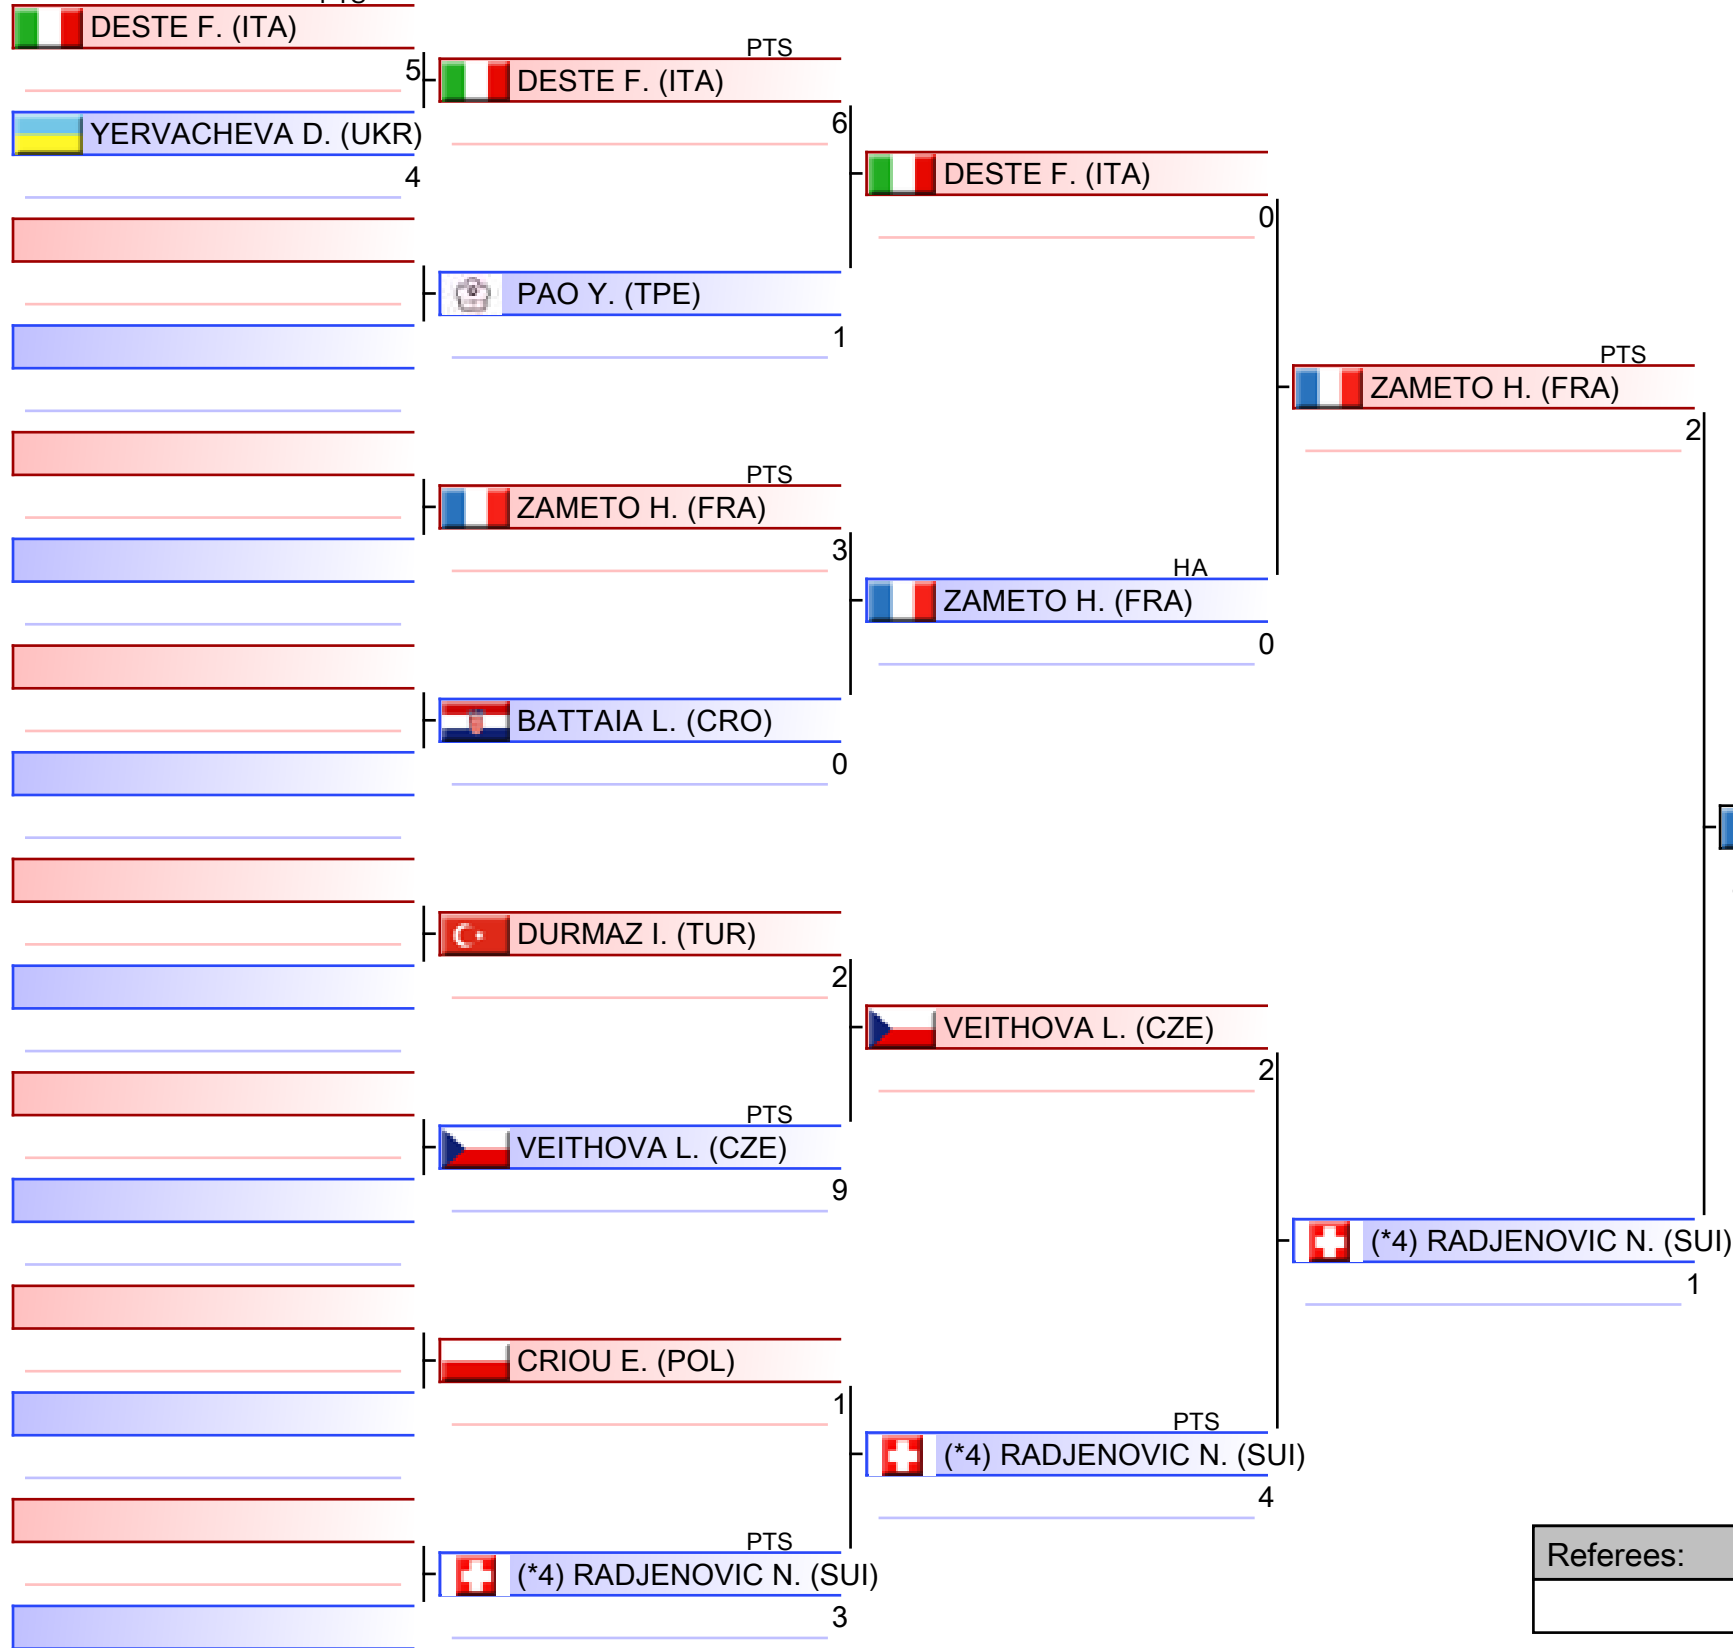 DESTE F. (ITA)
5
YERVACHEVA D. (UKR)
4
PTS
DESTE F. (ITA)
6
PAO Y. (TPE)
1
PTS
ZAMETO H. (FRA)
3
BATTAIA L. (CRO)
0
DURMAZ I. (TUR)
2
PTS
VEITHOVA L. (CZE)
9
CRIOU E. (POL)
1
PTS
(*4) RADJENOVIC N. (SUI)
3
DESTE F. (ITA)
0
HA
ZAMETO H. (FRA)
0
VEITHOVA L. (CZE)
2
PTS
(*4) RADJENOVIC N. (SUI)
4
PTS
ZAMETO H. (FRA)
2
(*4) RADJENOVIC N. (SUI)
1
Referees: